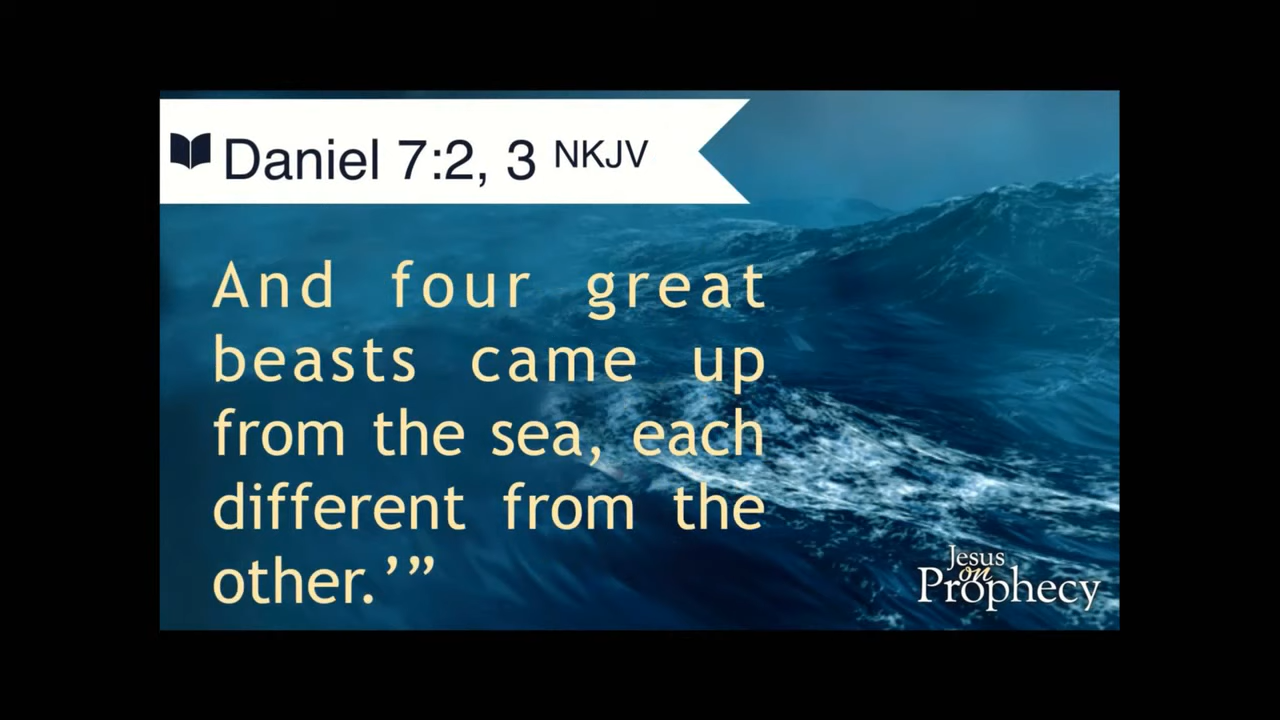 Daniel 7:2, 3 NKJV
And four great
beasts came up
from the sea, each
different from the
other.’”
Jesus
on
Prophecy